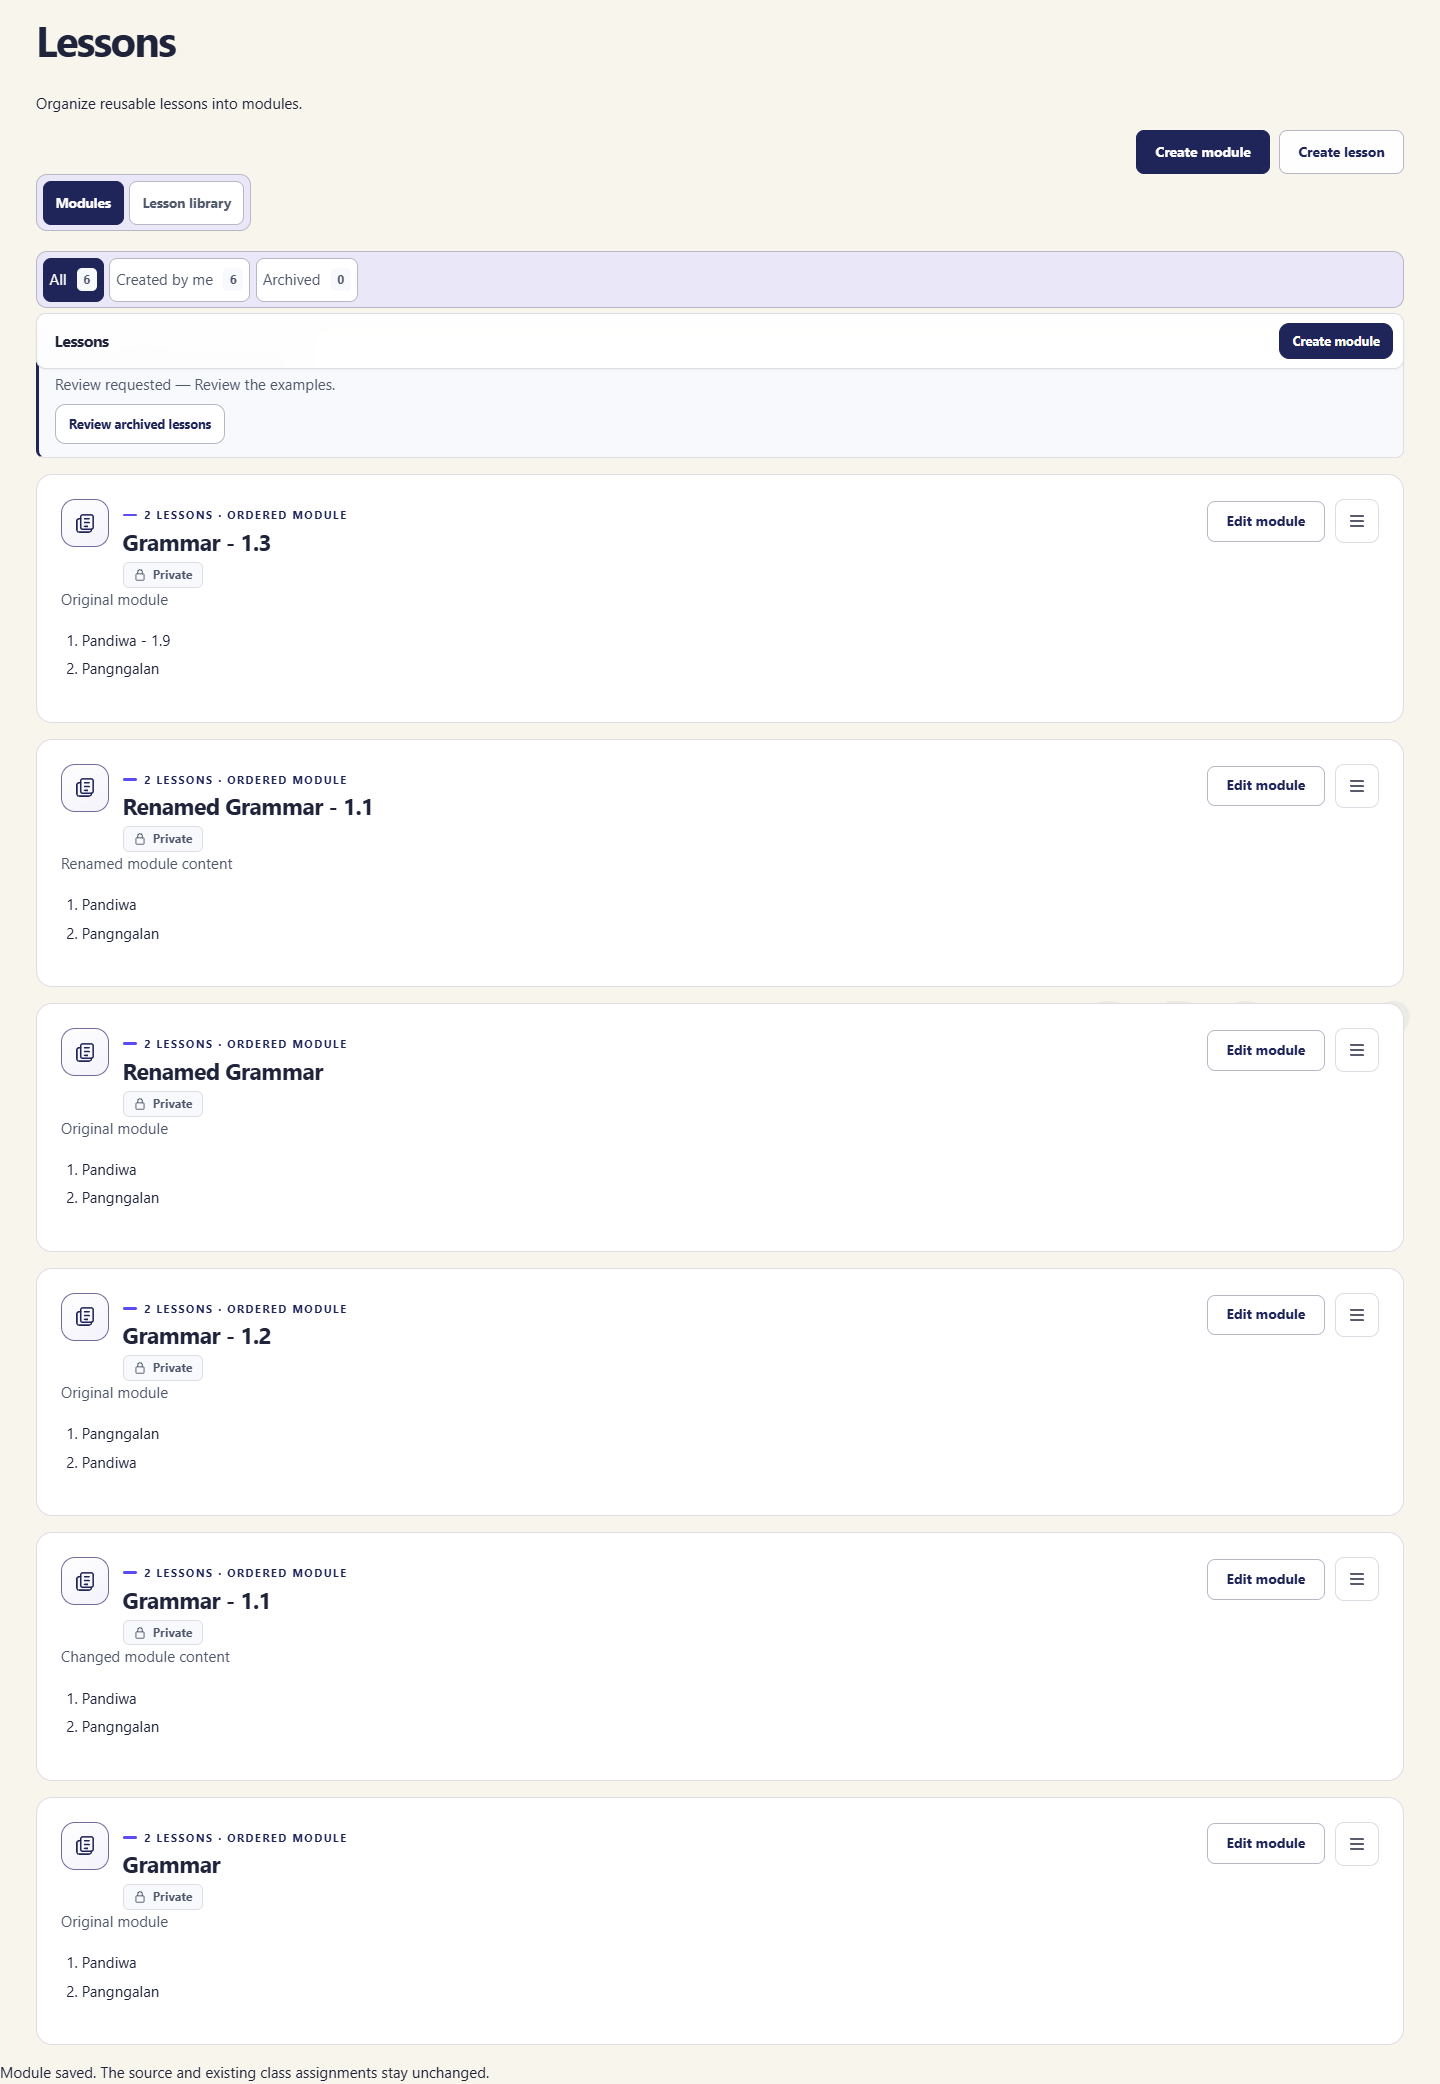 Lessons
Organize reusable lessons into modules.
Create module Create lesson
Modules Lesson library
All 6 Created by me 6 Archived 0
Lessons Create module
Review requested — Review the examples.
Review archived lessons
2 LESSONS · ORDERED MODULE
Grammar - 1.3
Edit module
Private
Original module
1. Pandiwa - 1.9
2. Pangngalan
2 LESSONS · ORDERED MODULE
Renamed Grammar - 1.1
Edit module
Private
Renamed module content
1. Pandiwa
2. Pangngalan
2 LESSONS · ORDERED MODULE
Renamed Grammar
Edit module
Private
Original module
1. Pandiwa
2. Pangngalan
2 LESSONS · ORDERED MODULE
Grammar - 1.2
Edit module
Private
Original module
1. Pangngalan
2. Pandiwa
2 LESSONS · ORDERED MODULE
Grammar - 1.1
Edit module
Private
Changed module content
1. Pandiwa
2. Pangngalan
2 LESSONS · ORDERED MODULE
Grammar
Edit module
Private
Original module
1. Pandiwa
2. Pangngalan
Module saved. The source and existing class assignments stay unchanged.